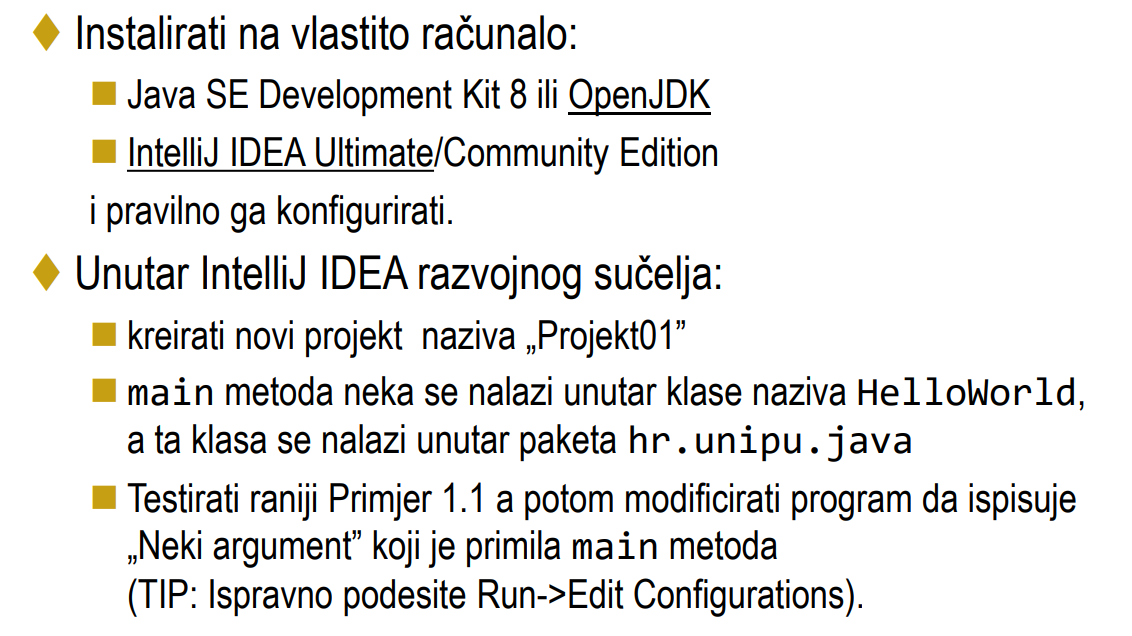 Instalirati na vlastito računalo:
Java SE Development Kit 8 ili OpenJDK
IntelliJ IDEA Ultimate/Community Edition
i pravilno ga konfigurirati.
Unutar IntelliJ IDEA razvojnog sučelja:
kreirati novi projekt  naziva „Projekt01”
main metoda neka se nalazi unutar klase naziva HelloWorld,
a ta klasa se nalazi unutar paketa hr.unipu.java
Testirati raniji Primjer 1.1 a potom modificirati program da ispisuje
„Neki argument” koji je primila main metoda
(TIP: Ispravno podesite Run->Edit Configurations).